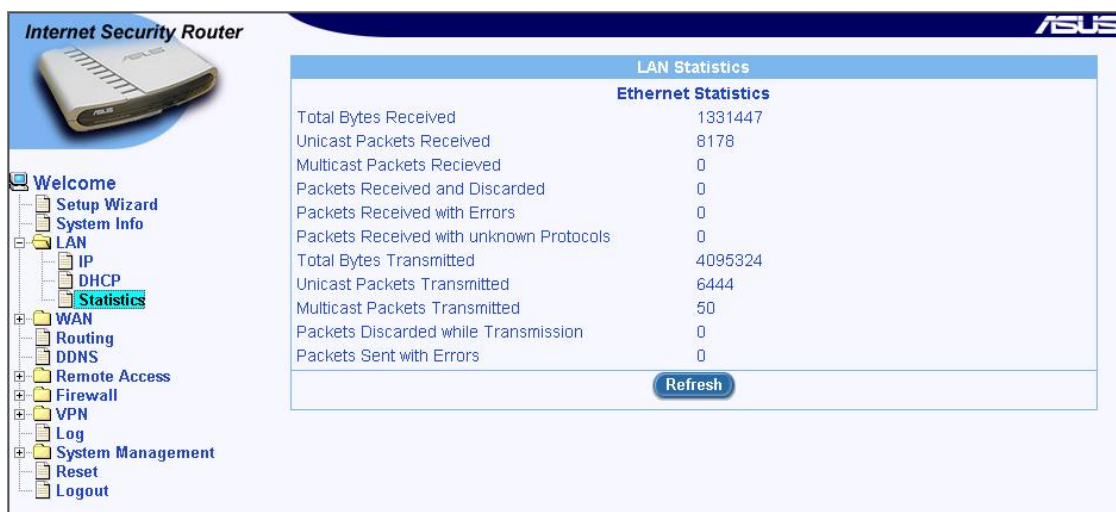 Internet Security Router
ASUS
ASUS
ASUS
Welcome
Setup Wizard
System Info
LAN
IP
DHCP
Statistics
WAN
Routing
DDNS
Remote Access
Firewall
VPN
Log
System Management
Reset
Logout
LAN Statistics
Ethernet Statistics
Total Bytes Received 1331447
Unicast Packets Received 8178
Multicast Packets Recieved 0
Packets Received and Discarded 0
Packets Received with Errors 0
Packets Received with unknown Protocols 0
Total Bytes Transmitted 4095324
Unicast Packets Transmitted 6444
Multicast Packets Transmitted 50
Packets Discarded while Transmission 0
Packets Sent with Errors 0
Refresh